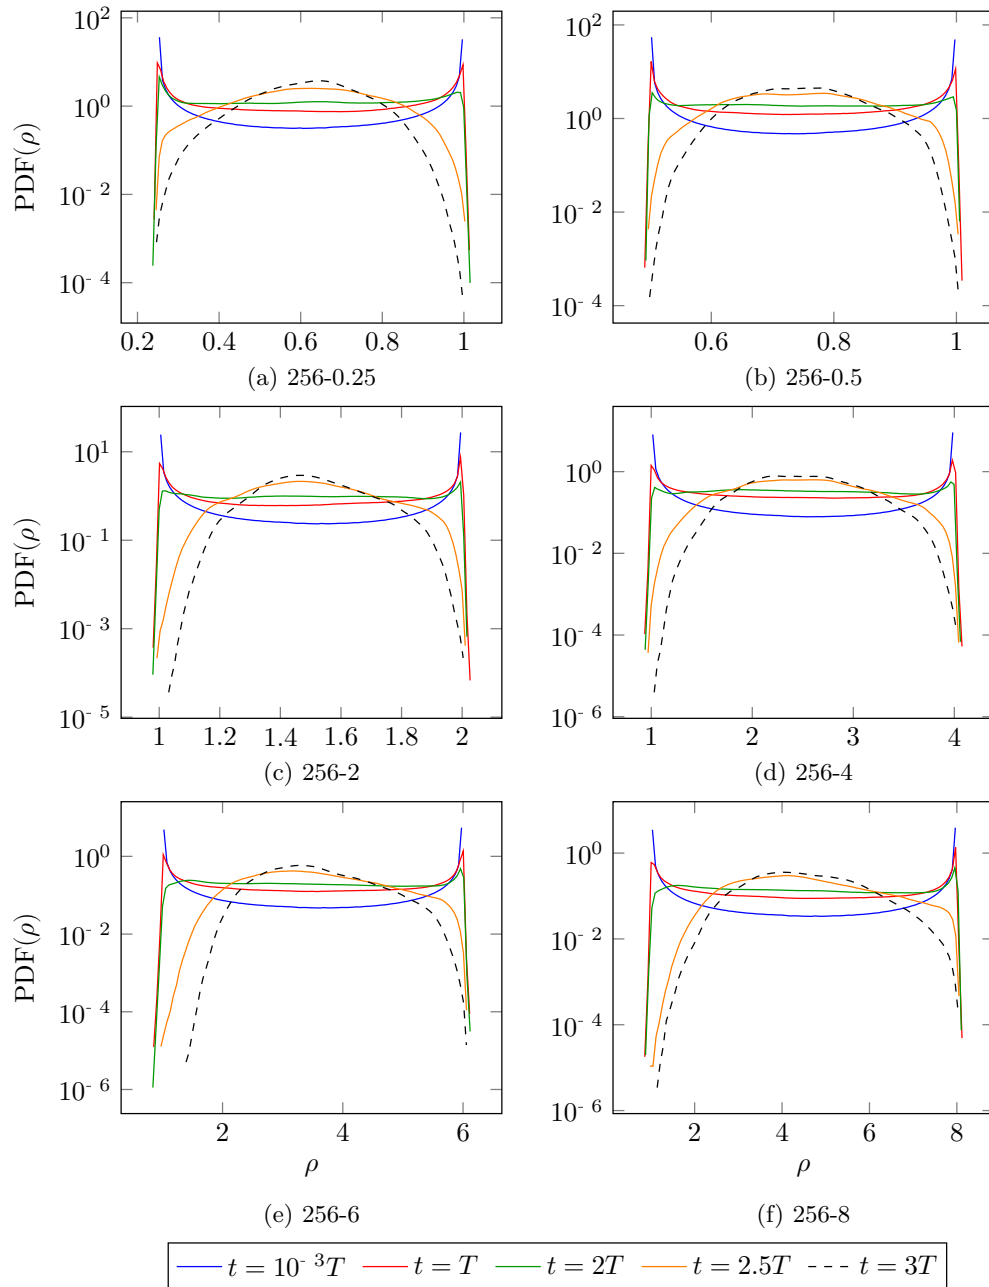 10^2
10^0
10^-2
10^-4
PDF(ρ)
0.2 0.4 0.6 0.8 1
(a) 256-0.25
10^2
10^0
10^-2
10^-4
0.6 0.8 1
(b) 256-0.5
10^1
10^-1
10^-3
10^-5
PDF(ρ)
1 1.2 1.4 1.6 1.8 2
(c) 256-2
10^0
10^-2
10^-4
10^-6
1 2 3 4
(d) 256-4
10^0
10^-2
10^-4
10^-6
PDF(ρ)
2 4 6
ρ
(e) 256-6
10^0
10^-2
10^-4
10^-6
2 4 6 8
ρ
(f) 256-8
t = 10^-3T t = T t = 2T t = 2.5T t = 3T